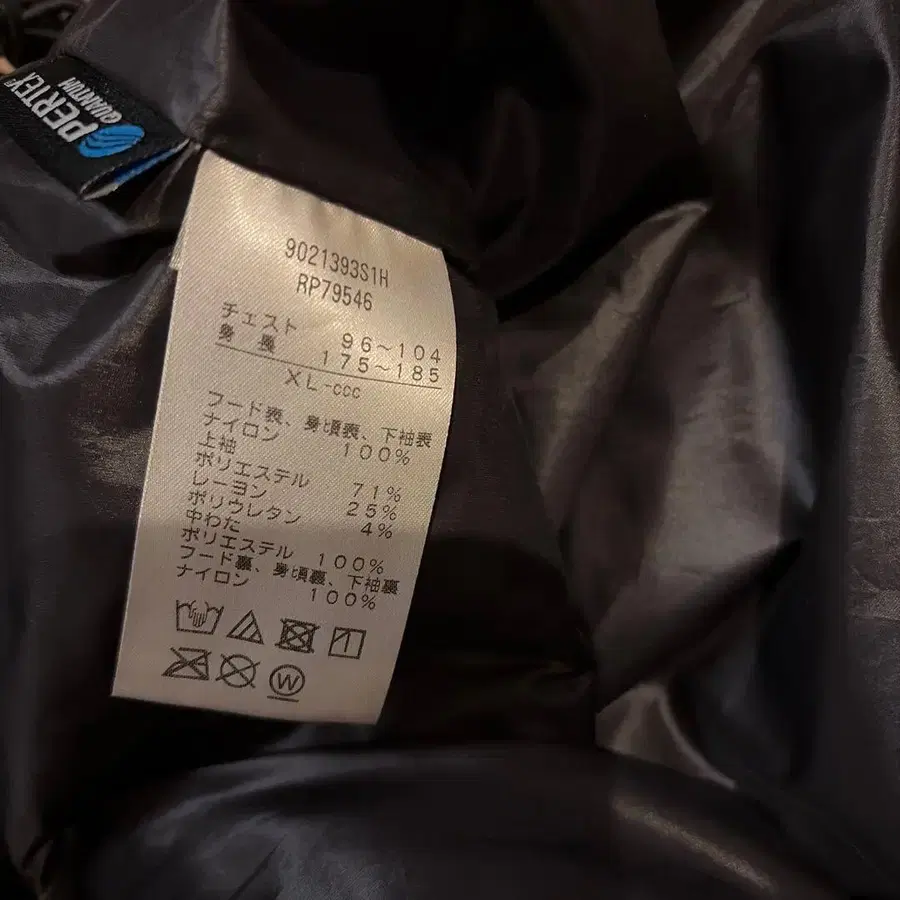 PERTEX
QUANTUM
9021393S1H
RP79546
チェスト 96~104
身長 175~185
XL-ccc
フード表、身頃表、下袖表
ナイロン 100%
上袖
ポリエステル 71%
レーヨン 25%
ポリウレタン 4%
中わた
ポリエステル 100%
フード裏、身頃裏、下袖裏
ナイロン 100%
W